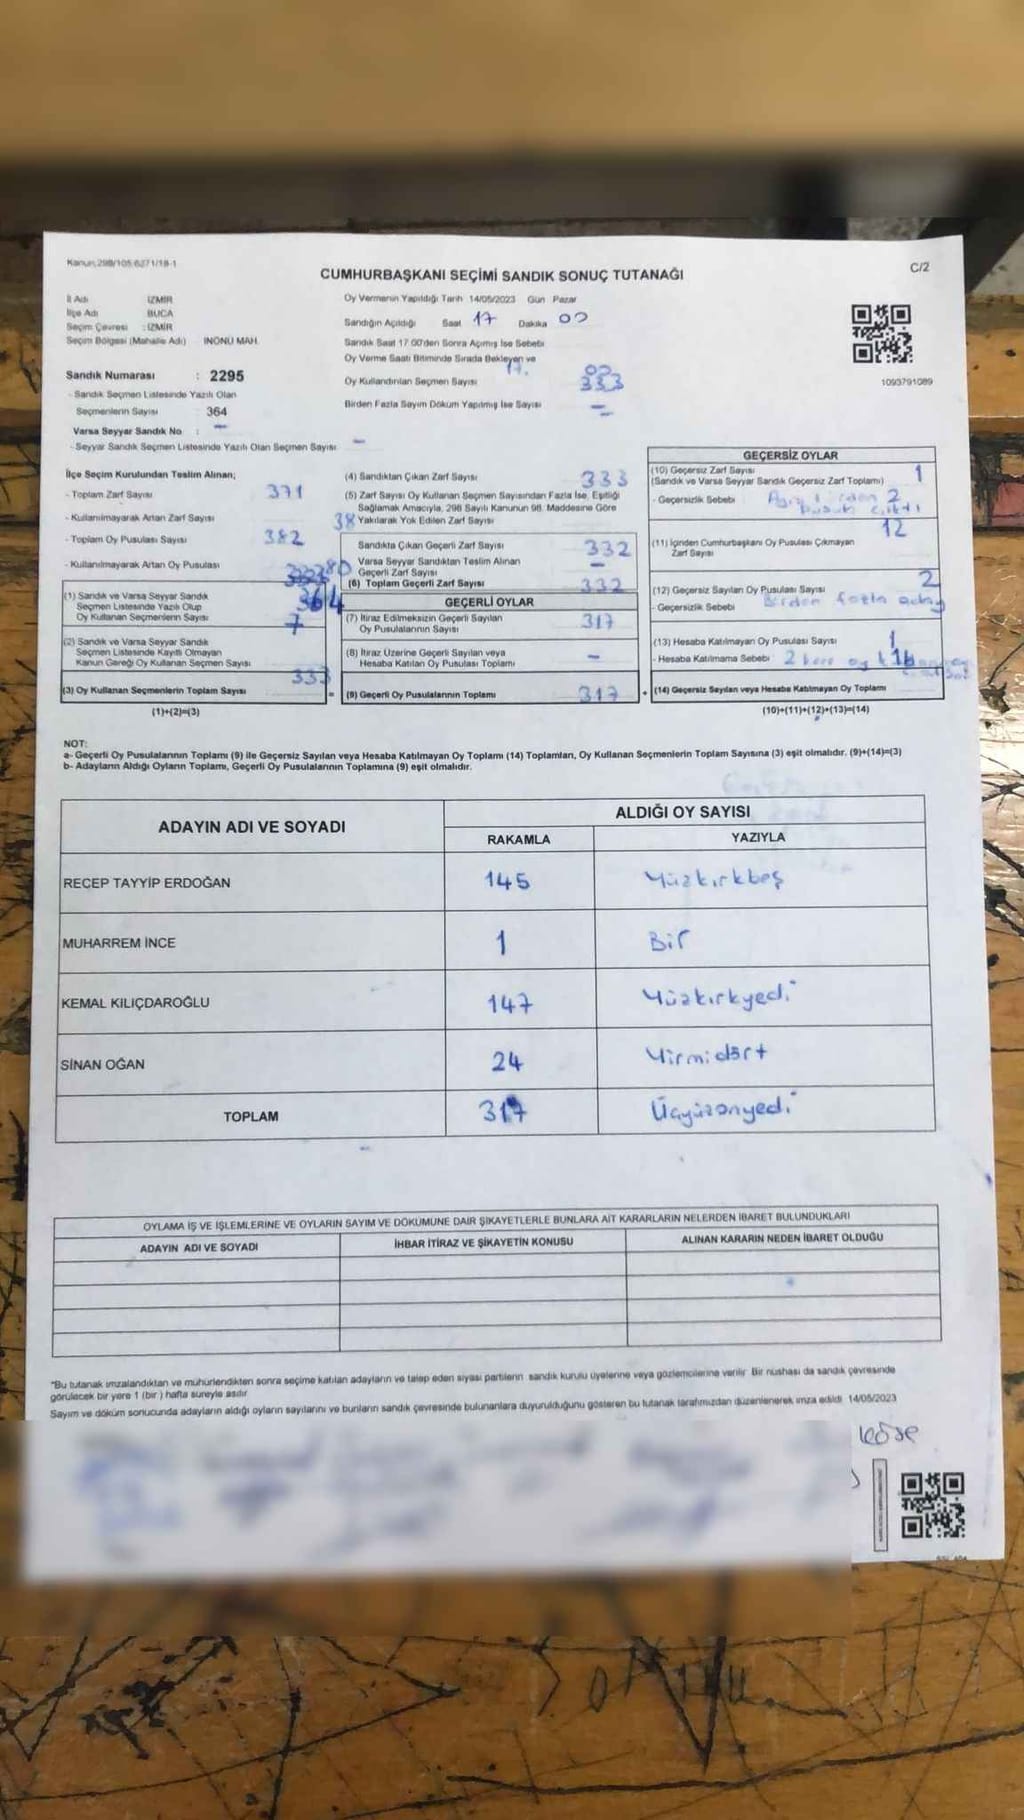 Kanun:298/105 6271/18-1
CUMHURBAŞKANI SEÇİMİ SANDIK SONUÇ TUTANAĞI
C/2
İl Adı İZMİR
İlçe Adı BUCA
Seçim Çevresi : İZMİR
Seçim Bölgesi (Mahalle Adı) İNÖNÜ MAH.
Sandık Numarası : 2295
- Sandık Seçmen Listesinde Yazılı Olan
Seçmenlerin Sayısı 364
Varsa Seyyar Sandık No : -
- Seyyar Sandık Seçmen Listesinde Yazılı Olan Seçmen Sayısı -
Oy Vermenin Yapıldığı Tarih 14/05/2023 Gün Pazar
Sandığın Açıldığı Saat 17 Dakika 00
Sandık Saat 17:00'den Sonra Açımış İse Sebebi
Oy Verme Saati Bitiminde Sırada Bekleyen ve
17. 00
Oy Kullandırılan Seçmen Sayısı 333
Birden Fazla Sayım Döküm Yapılmış İse Sayısı -
1093791089
İlçe Seçim Kurulundan Teslim Alınan;
- Toplam Zarf Sayısı 371
- Kullanılmayarak Artan Zarf Sayısı 38
- Toplam Oy Pusulası Sayısı 382
- Kullanılmayarak Artan Oy Pusulası
(1) Sandık ve Varsa Seyyar Sandık
Seçmen Listesinde Yazılı Olup
Oy Kullanan Seçmenlerin Sayısı
364
7
(2) Sandık ve Varsa Seyyar Sandık
Seçmen Listesinde Kayıtlı Olmayan
Kanun Gereği Oy Kullanan Seçmen Sayısı
(3) Oy Kullanan Seçmenlerin Toplam Sayısı 333
(1)+(2)=(3)
(4) Sandıktan Çıkan Zarf Sayısı 333
(5) Zarf Sayısı Oy Kullanan Seçmen Sayısından Fazla İse, Eşitliği
Sağlamak Amacıyla, 298 Sayılı Kanunun 98. Maddesine Göre
Yakılarak Yok Edilen Zarf Sayısı
Sandıkta Çıkan Geçerli Zarf Sayısı 332
Varsa Seyyar Sandıktan Teslim Alınan
Geçerli Zarf Sayısı -
(6) Toplam Geçerli Zarf Sayısı 332
GEÇERLİ OYLAR
(7) İtiraz Edilmeksizin Geçerli Sayılan
Oy Pusulalarının Sayısı 317
(8) İtiraz Üzerine Geçerli Sayılan veya
Hesaba Katılan Oy Pusulası Toplamı -
=
(9) Geçerli Oy Pusulalarının Toplamı 317
+
GEÇERSİZ OYLAR
(10) Geçersiz Zarf Sayısı 1
(Sandık ve Varsa Seyyar Sandık Geçersiz Zarf Toplamı)
- Geçersizlik Sebebi 2
12
(11) İçinden Cumhurbaşkanı Oy Pusulası Çıkmayan
Zarf Sayısı
(12) Geçersiz Sayılan Oy Pusulası Sayısı 2
- Geçersizlik Sebebi Birden fazla aday
(13) Hesaba Katılmayan Oy Pusulası Sayısı 1
- Hesaba Katılmama Sebebi 2 kere oy
(14) Geçersiz Sayılan veya Hesaba Katılmayan Oy Toplamı
16
(10)+(11)+(12)+(13)=(14)
NOT:
a- Geçerli Oy Pusulalarının Toplamı (9) ile Geçersiz Sayılan veya Hesaba Katılmayan Oy Toplamı (14) Toplamları, Oy Kullanan Seçmenlerin Toplam Sayısına (3) eşit olmalıdır. (9)+(14)=(3)
b- Adayların Aldığı Oyların Toplamı, Geçerli Oy Pusulalarının Toplamına (9) eşit olmalıdır.
ADAYIN ADI VE SOYADI
ALDIĞI OY SAYISI
RAKAMLA YAZIYLA
RECEP TAYYİP ERDOĞAN 145 Yüzkırkbeş
MUHARREM İNCE 1 Bir
KEMAL KILIÇDAROĞLU 147 Yüzkırkyedi
SİNAN OĞAN 24 Yirmidört
TOPLAM 317 Üçyüzonyedi
OYLAMA İŞ VE İŞLEMLERİNE VE OYLARIN SAYIM VE DÖKÜMÜNE DAİR ŞİKAYETLERLE BUNLARA AİT KARARLARIN NELERDEN İBARET BULUNDUKLARI
ADAYIN ADI VE SOYADI İHBAR İTİRAZ VE ŞİKAYETİN KONUSU ALINAN KARARIN NEDEN İBARET OLDUĞU
"Bu tutanak imzalandıktan ve mühürlendikten sonra seçime katılan adayların ve talep eden siyasi partilerin sandık kurulu üyelerine veya gözlemcilerine verilir Bir nüshası da sandık çevresinde
görülecek bir yere 1 (bir ) hafta süreyle asılır
Sayım ve döküm sonucunda adayların aldığı oyların sayılarını ve bunların sandık çevresinde bulunanlara duyurulduğunu gösteren bu tutanak tarafımızdan düzenlenerek imza edildi 14/05/2023
Köse